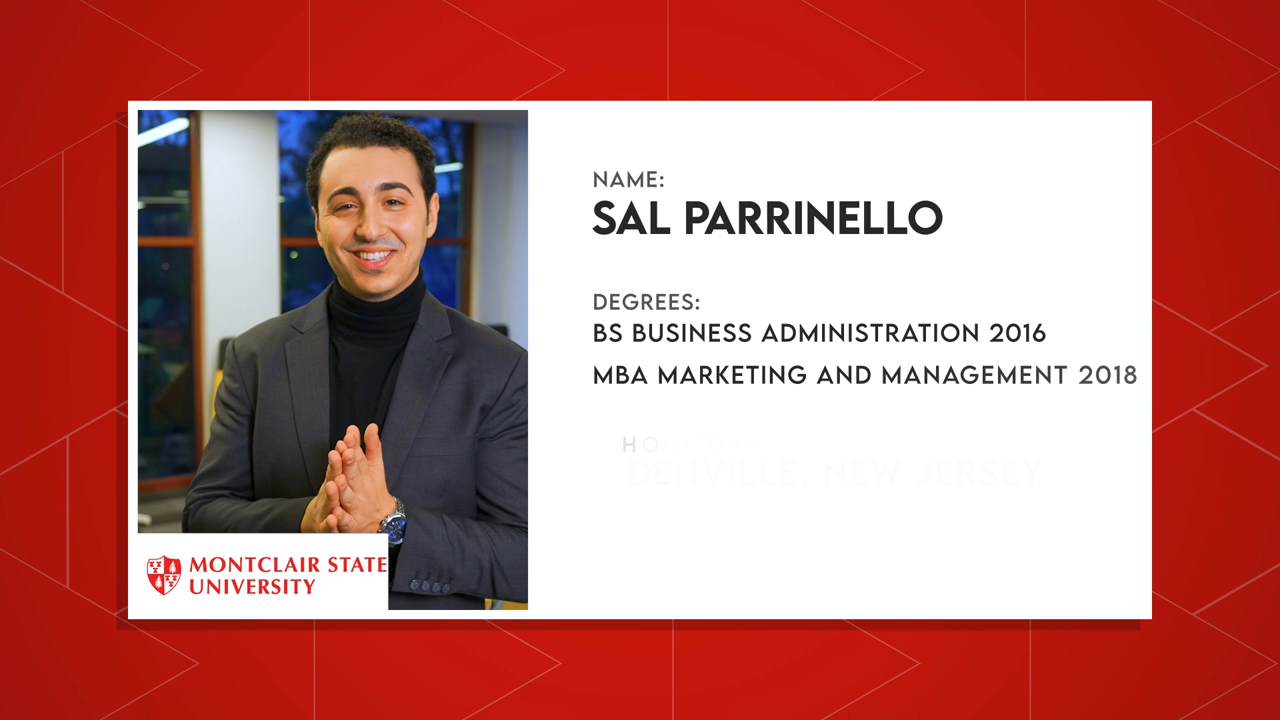 NAME:
SAL PARRINELLO
DEGREES:
BS BUSINESS ADMINISTRATION 2016
MBA MARKETING AND MANAGEMENT 2018
HOMETOWN
DENVILLE, NEW JERSEY
MONTCLAIR STATE
UNIVERSITY